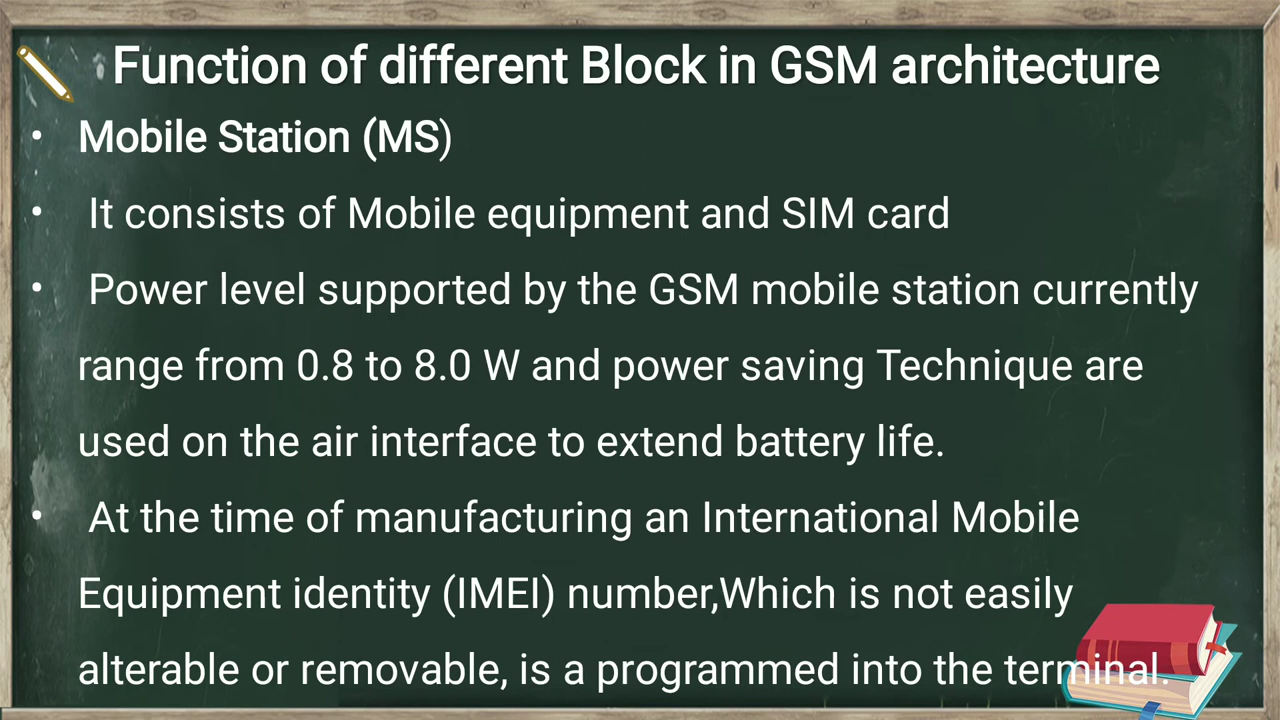 Function of different Block in GSM architecture
• Mobile Station (MS)
• It consists of Mobile equipment and SIM card
• Power level supported by the GSM mobile station currently
range from 0.8 to 8.0 W and power saving Technique are
used on the air interface to extend battery life.
• At the time of manufacturing an International Mobile
Equipment identity (IMEI) number,Which is not easily
alterable or removable, is a programmed into the terminal.